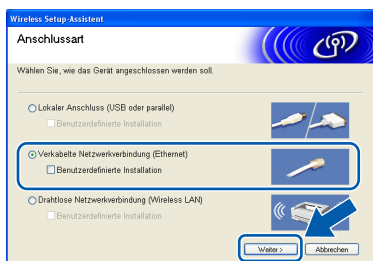 Wireless Setup-Assistent
Anschlussart
Wählen Sie, wie das Gerät angeschlossen werden soll.
Lokaler Anschluss (USB oder parallel)
Benutzerdefinierte Installation
Verkabelte Netzwerkverbindung (Ethernet)
Benutzerdefinierte Installation
Drahtlose Netzwerkverbindung (Wireless LAN)
Benutzerdefinierte Installation
Weiter > Abbrechen